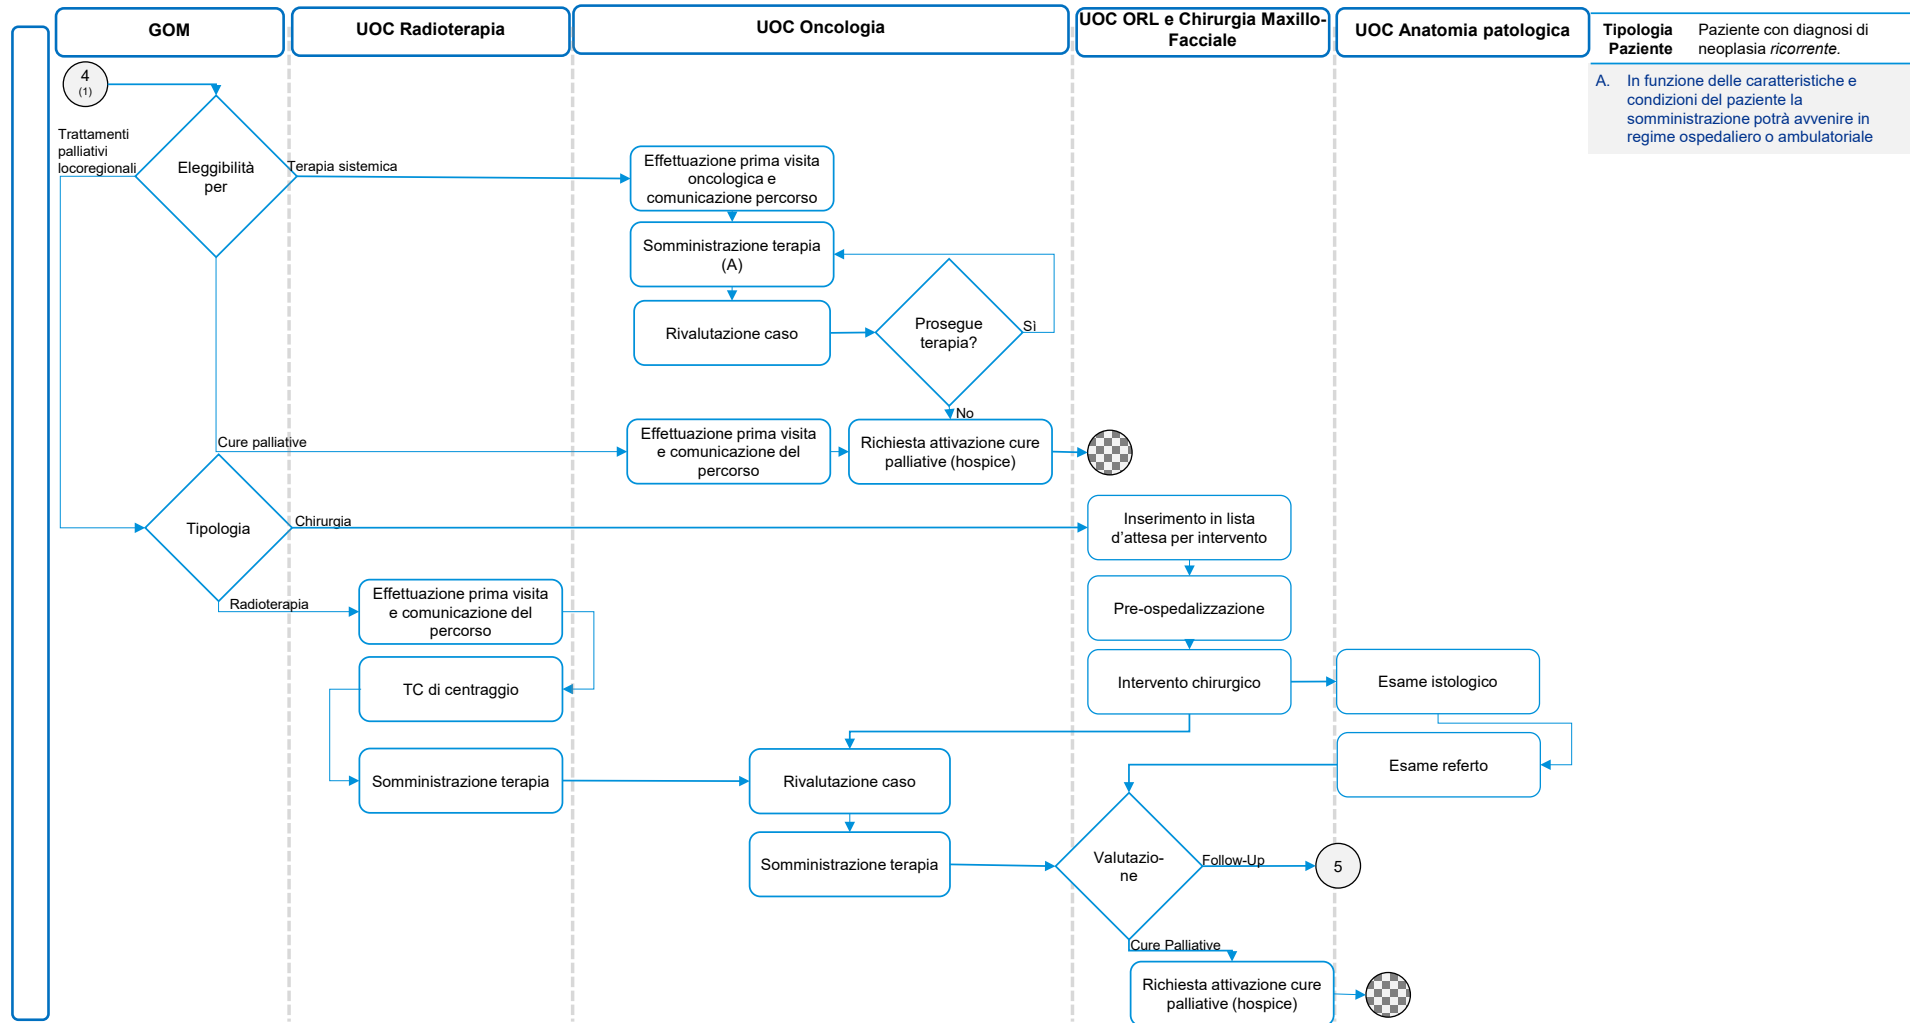 GOM
UOC Radioterapia
UOC Oncologia
UOC ORL e Chirurgia Maxillo-
Facciale
UOC Anatomia patologica
Tipologia
Paziente
Paziente con diagnosi di
neoplasia ricorrente.
A. In funzione delle caratteristiche e
condizioni del paziente la
somministrazione potrà avvenire in
regime ospedaliero o ambulatoriale
4
(1)
Trattamenti
palliativi
locoregionali
Eleggibilità
per
Terapia sistemica
Effettuazione prima visita
oncologica e
comunicazione percorso
Somministrazione terapia
(A)
Rivalutazione caso
Prosegue
terapia?
Sì
No
Cure palliative
Effettuazione prima visita
e comunicazione del
percorso
Richiesta attivazione cure
palliative (hospice)
Tipologia
Chirurgia
Inserimento in lista
d'attesa per intervento
Radioterapia
Effettuazione prima visita
e comunicazione del
percorso
Pre-ospedalizzazione
TC di centraggio
Intervento chirurgico
Esame istologico
Somministrazione terapia
Rivalutazione caso
Esame referto
Somministrazione terapia
Valutazio-
ne
Follow-Up
5
Cure Palliative
Richiesta attivazione cure
palliative (hospice)